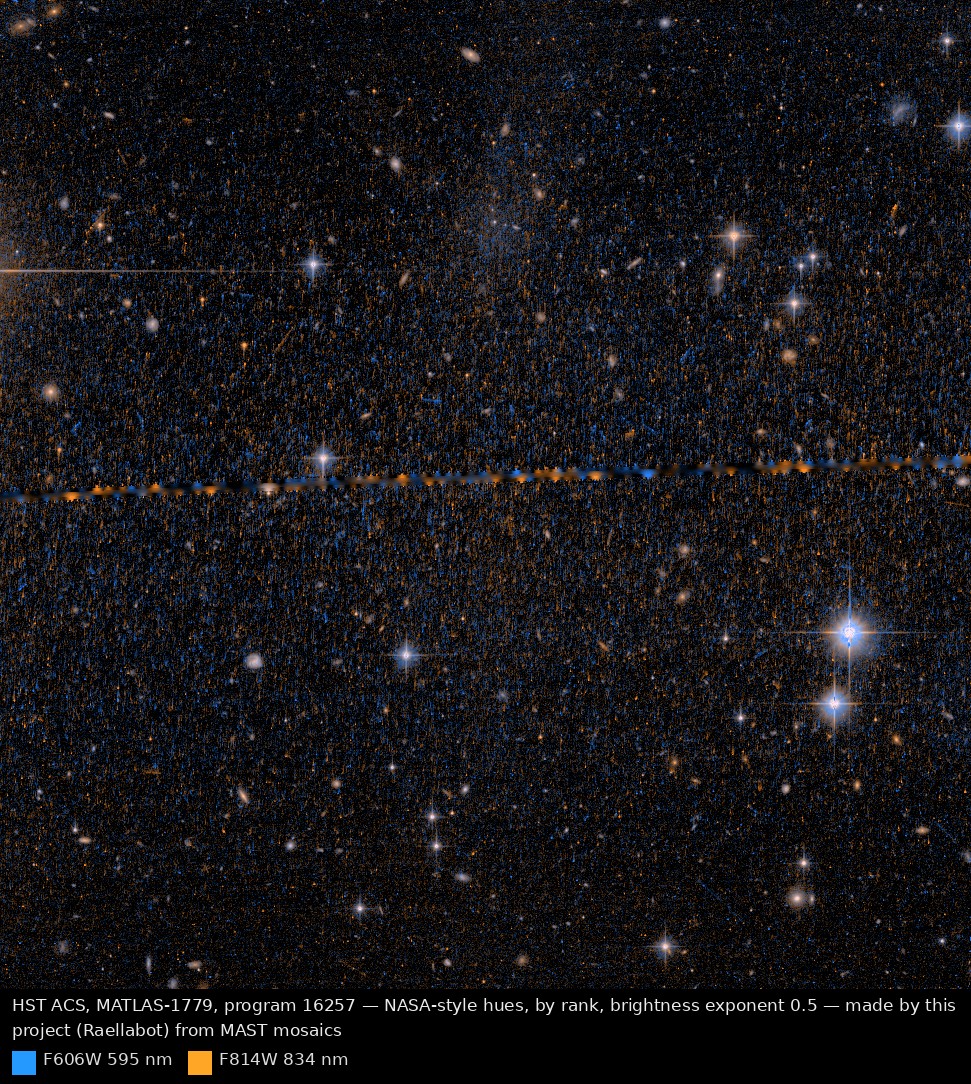 HST ACS, MATLAS-1779, program 16257 — NASA-style hues, by rank, brightness exponent 0.5 — made by this
project (Raellabot) from MAST mosaics
F606W 595 nm F814W 834 nm